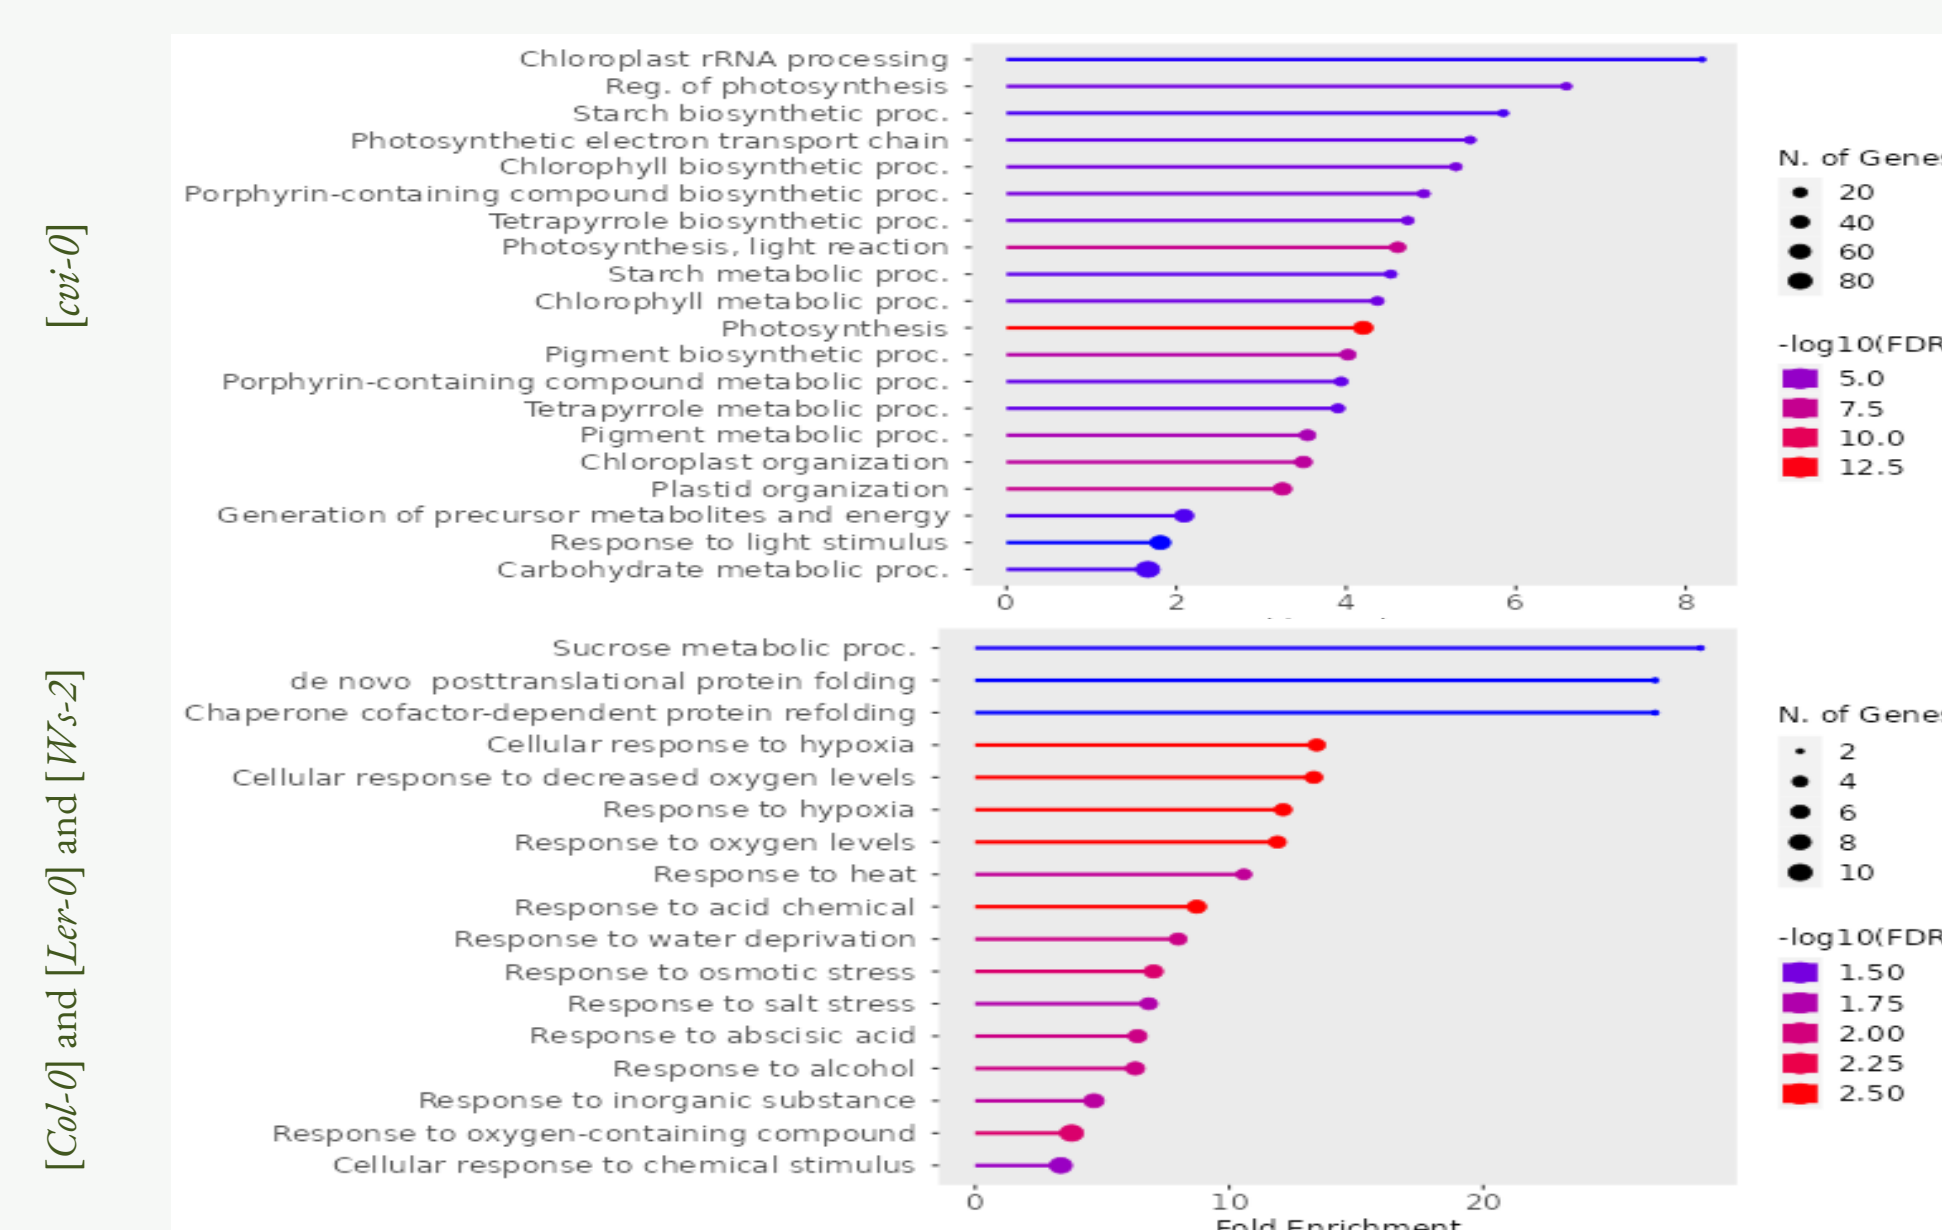 [cvi-0]
Chloroplast rRNA processing
Reg. of photosynthesis
Starch biosynthetic proc.
Photosynthetic electron transport chain
Chlorophyll biosynthetic proc.
Porphyrin-containing compound biosynthetic proc.
Tetrapyrrole biosynthetic proc.
Photosynthesis, light reaction
Starch metabolic proc.
Chlorophyll metabolic proc.
Photosynthesis
Pigment biosynthetic proc.
Porphyrin-containing compound metabolic proc.
Tetrapyrrole metabolic proc.
Pigment metabolic proc.
Chloroplast organization
Plastid organization
Generation of precursor metabolites and energy
Response to light stimulus
Carbohydrate metabolic proc.
0 2 4 6 8
N. of Genes
20
40
60
80
-log10(FDR
5.0
7.5
10.0
12.5
[Col-0] and [Ler-0] and [Ws-2]
Sucrose metabolic proc.
de novo posttranslational protein folding
Chaperone cofactor-dependent protein refolding
Cellular response to hypoxia
Cellular response to decreased oxygen levels
Response to hypoxia
Response to oxygen levels
Response to heat
Response to acid chemical
Response to water deprivation
Response to osmotic stress
Response to salt stress
Response to abscisic acid
Response to alcohol
Response to inorganic substance
Response to oxygen-containing compound
Cellular response to chemical stimulus
0 10 20
Fold Enrichment
N. of Genes
2
4
6
8
10
-log10(FDR
1.50
1.75
2.00
2.25
2.50